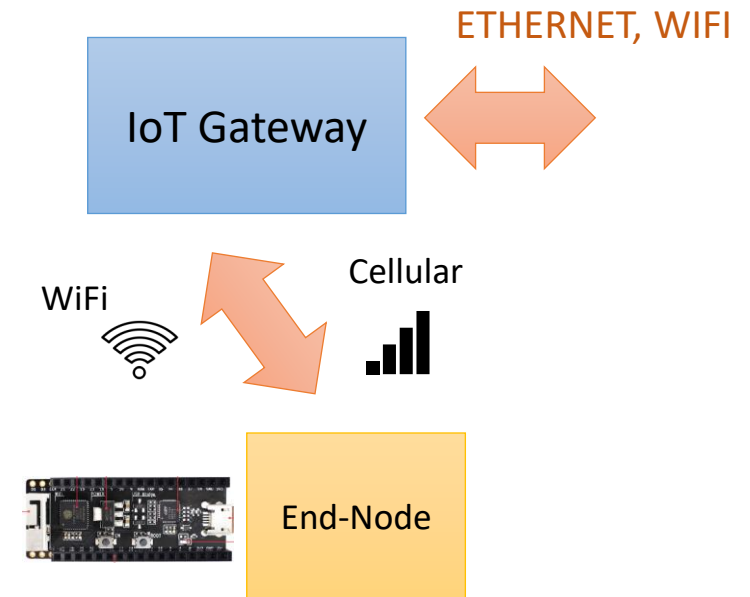 ETHERNET, WIFI
IoT Gateway
Cellular
WiFi
End-Node